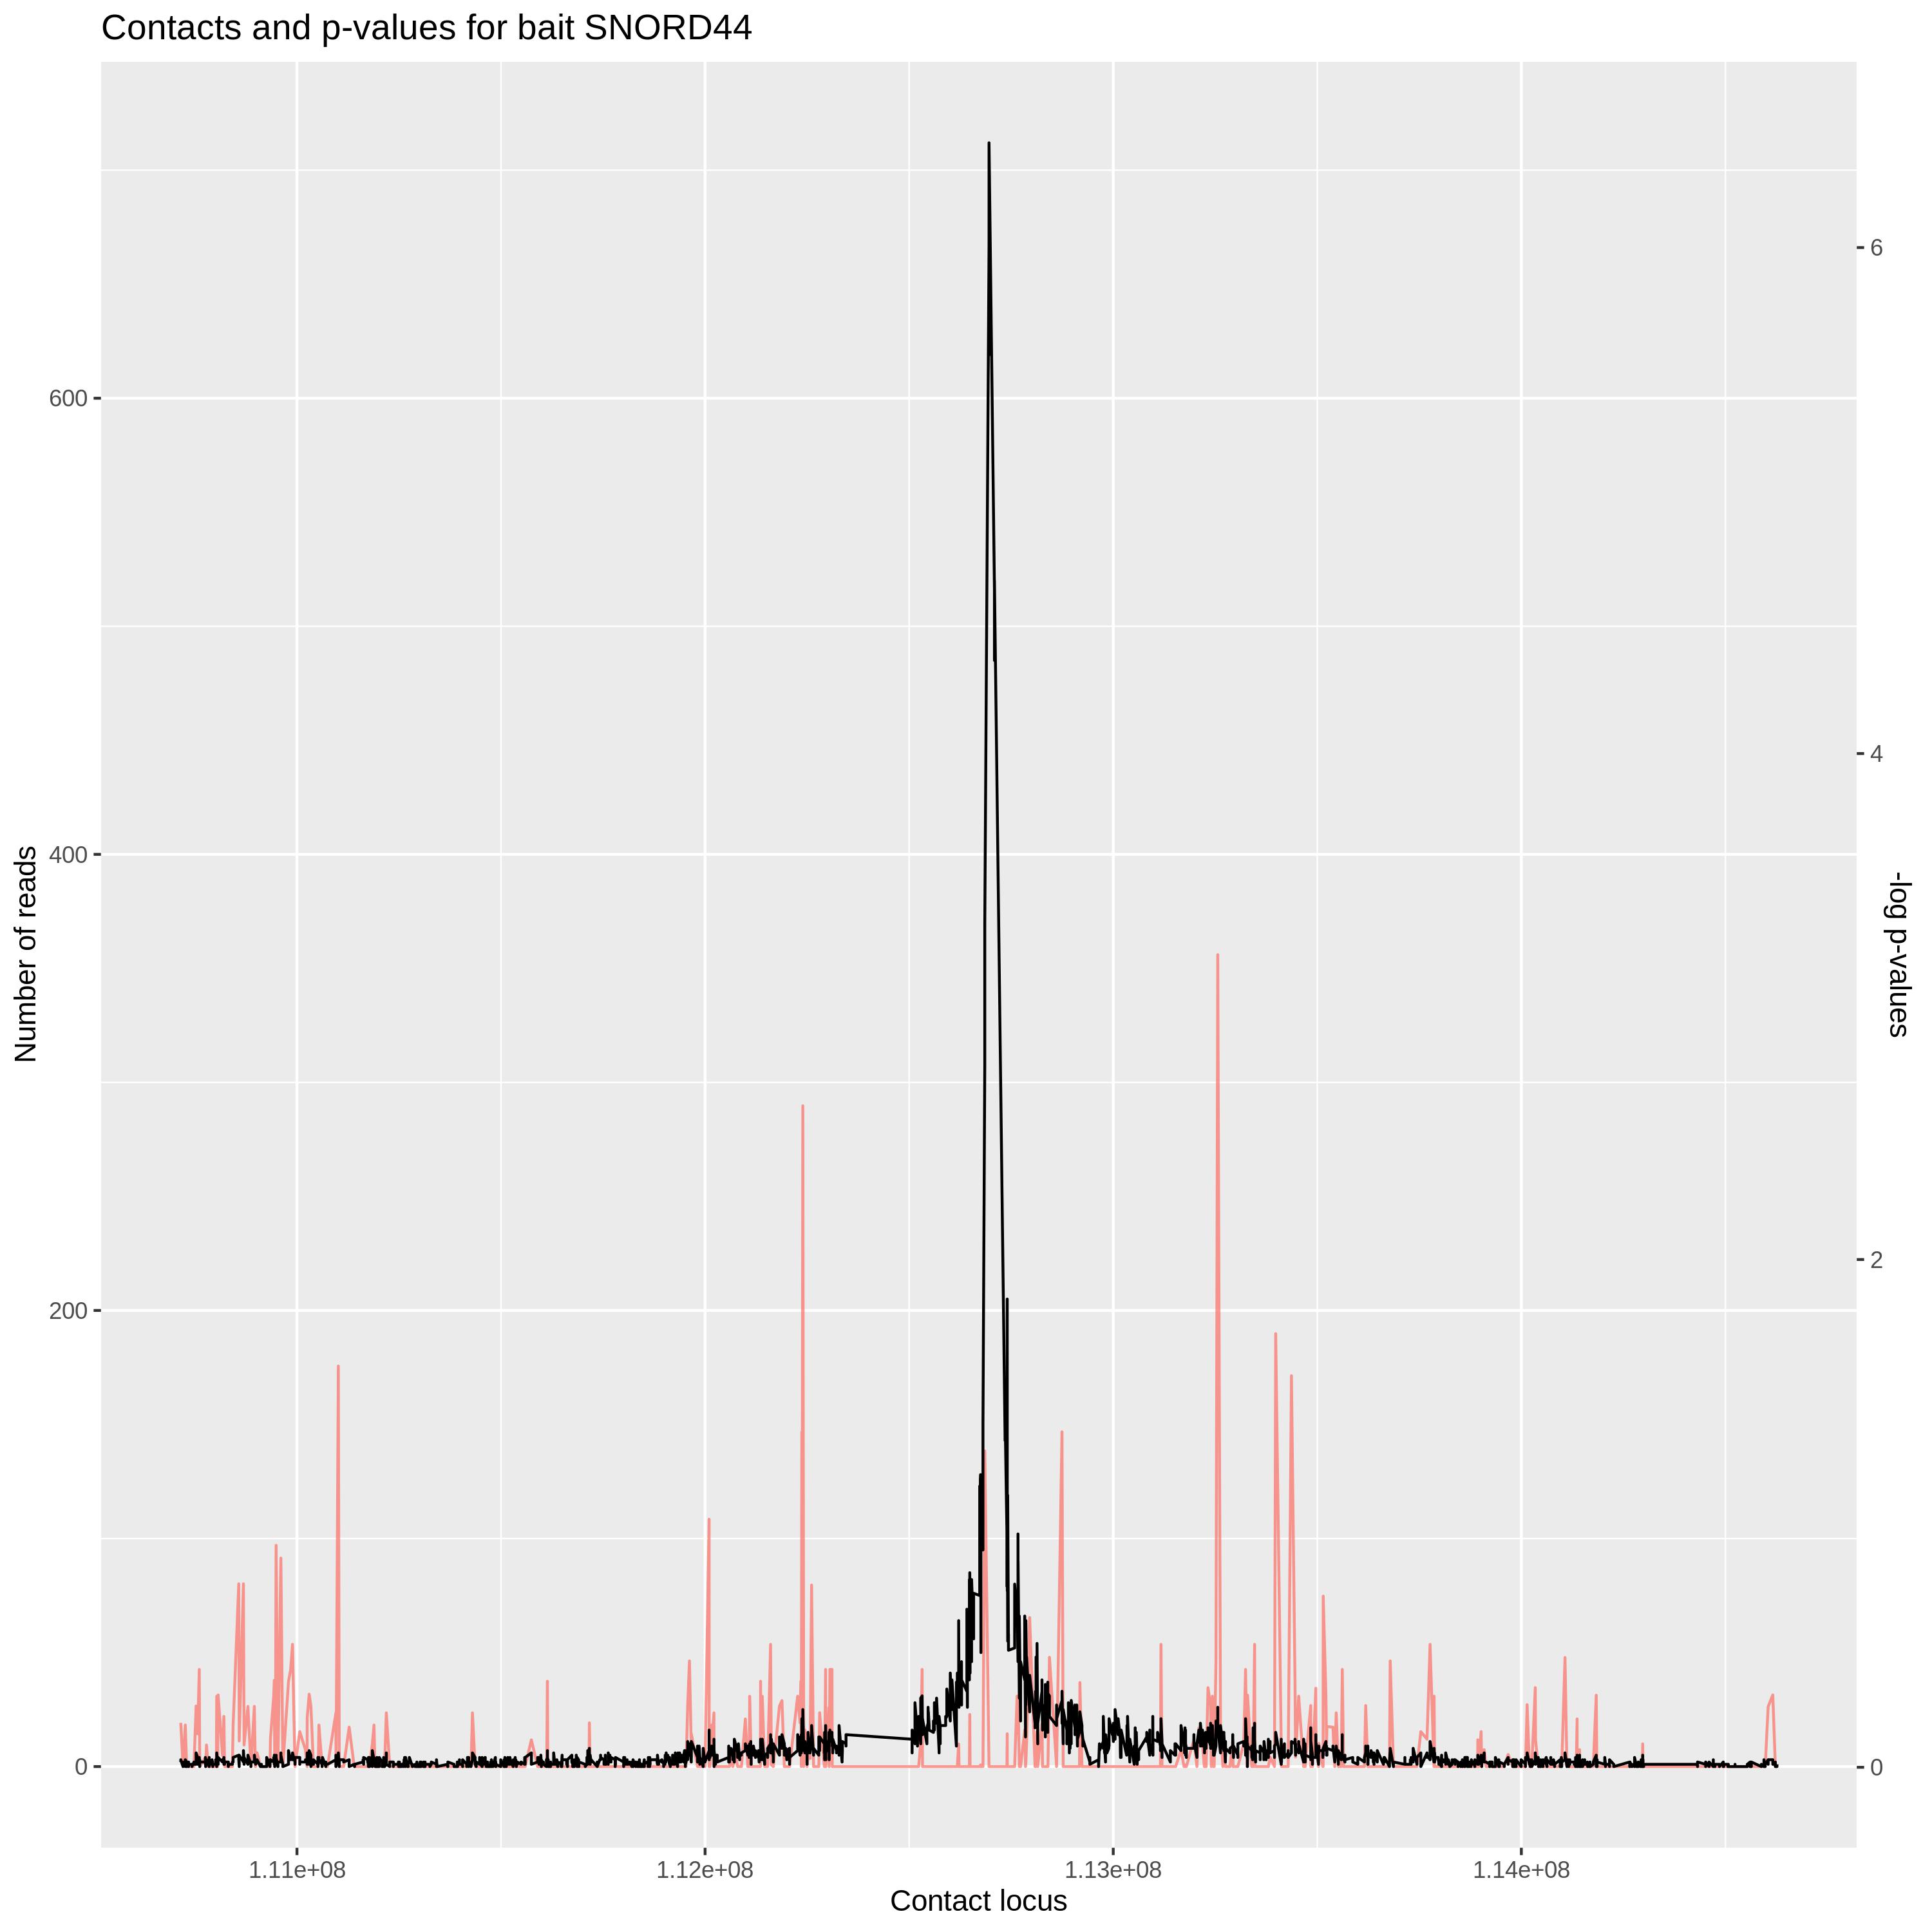 Contacts and p-values for bait SNORD44
Number of reads
600
400
200
0
6
4
2
0
-log p-values
1.11e+08
1.12e+08
1.13e+08
1.14e+08
Contact locus